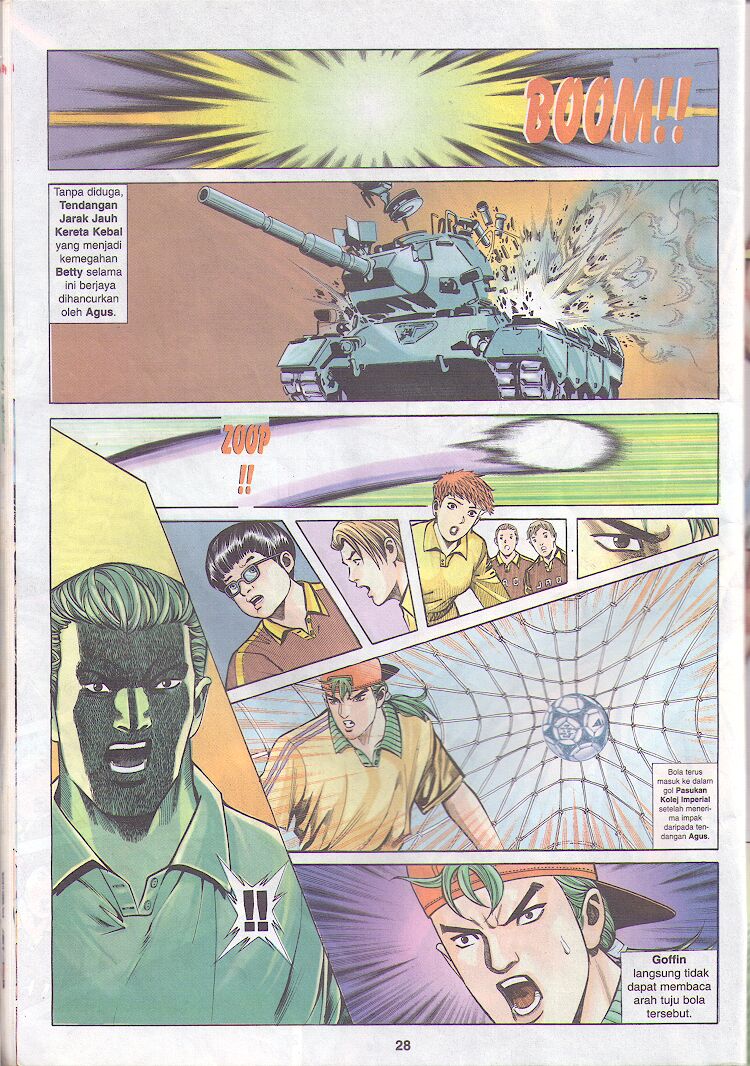 BOOM!!
Tanpa diduga,
Tendangan
Jarak Jauh
Kereta Kebal
yang menjadi
kemegahan
Betty selama
ini berjaya
dihancurkan
oleh Agus.
ZOOP
!!
Bola terus
masuk ke dalam
gol Pasukan
Kolej Imperial
setelah meneri-
ma impak
daripada ten-
dangan Agus.
!!
Goffin
langsung tidak
dapat membaca
arah tuju bola
tersebut.
28